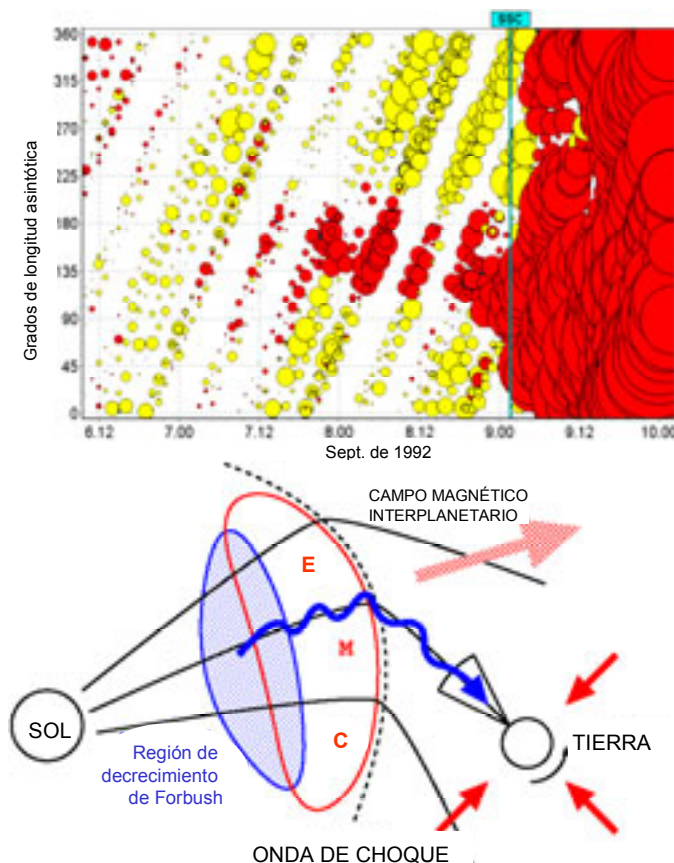 SSC
360
315
270
225
180
135
90
45
0
Grados de longitud asintótica
6.12 7.00 7.12 8.00 8.12 9.00 9.12 10.00
Sept. de 1992
CAMPO MAGNÉTICO
INTERPLANETARIO
E
M
SOL
C
TIERRA
Región de
decrecimiento
de Forbush
ONDA DE CHOQUE